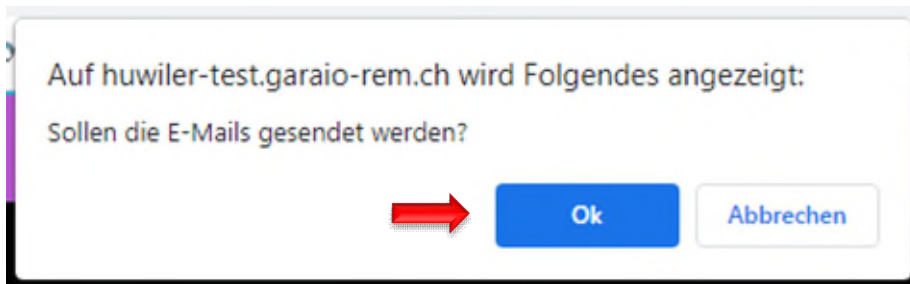 Auf huwiler-test.garaio-rem.ch wird Folgendes angezeigt:
Sollen die E-Mails gesendet werden?
Ok Abbrechen